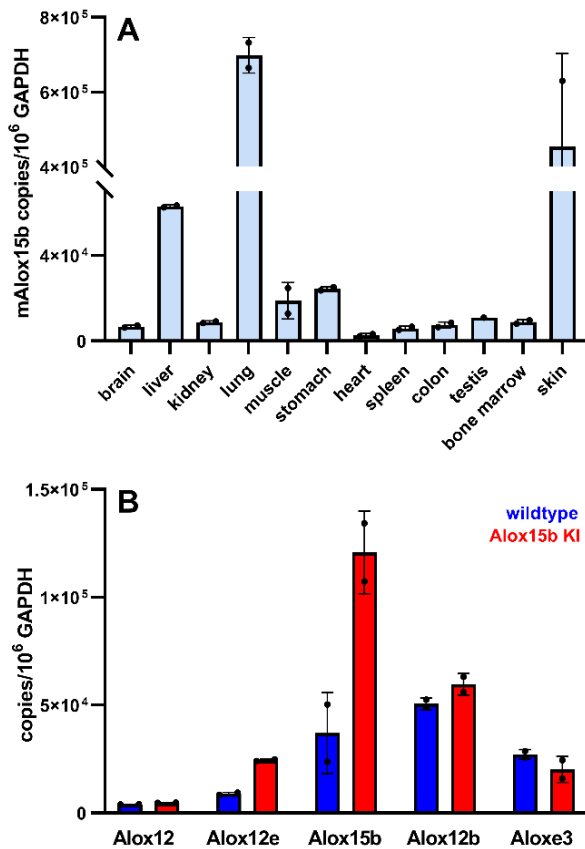 A
mAlox15b copies/10⁶ GAPDH
8×10⁵
6×10⁵
4×10⁵
4×10⁴
0
brain
liver
kidney
lung
muscle
stomach
heart
spleen
colon
testis
bone marrow
skin
B
wildtype
Alox15b KI
copies/10⁶ GAPDH
1.5×10⁵
1×10⁵
5×10⁴
0
Alox12
Alox12e
Alox15b
Alox12b
Aloxe3